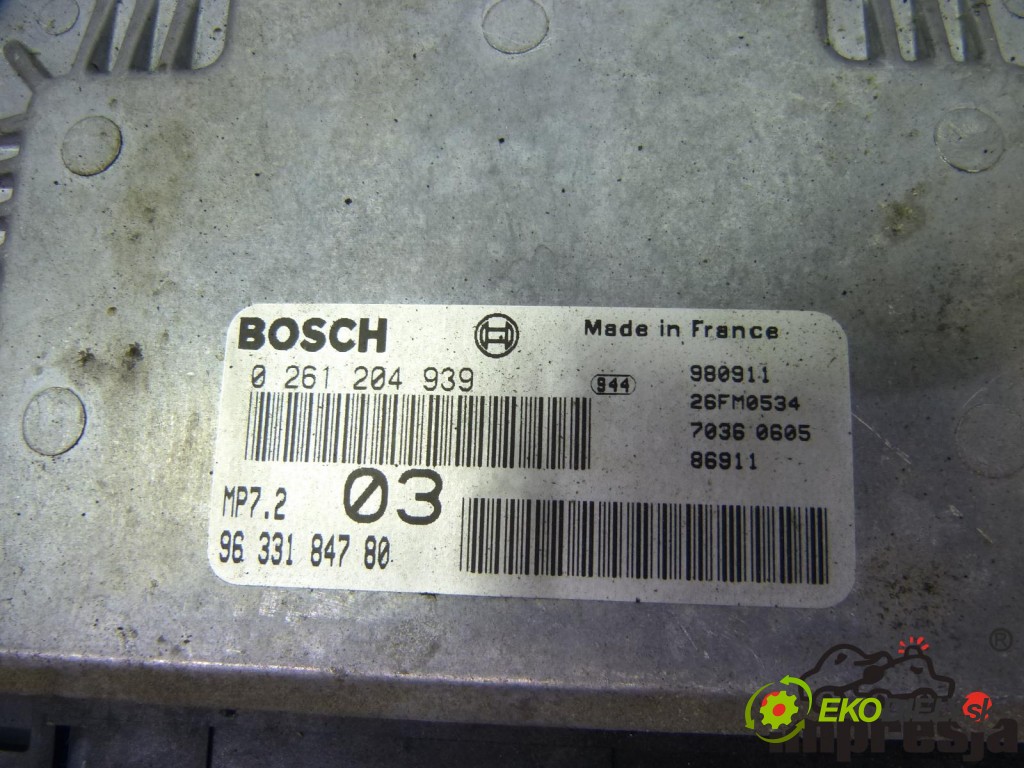 BOSCH
Made in France
0 261 204 939
944
980911
26FM0534
7036 0605
86911
MP7.2
03
96 331 847 80
®
EKO